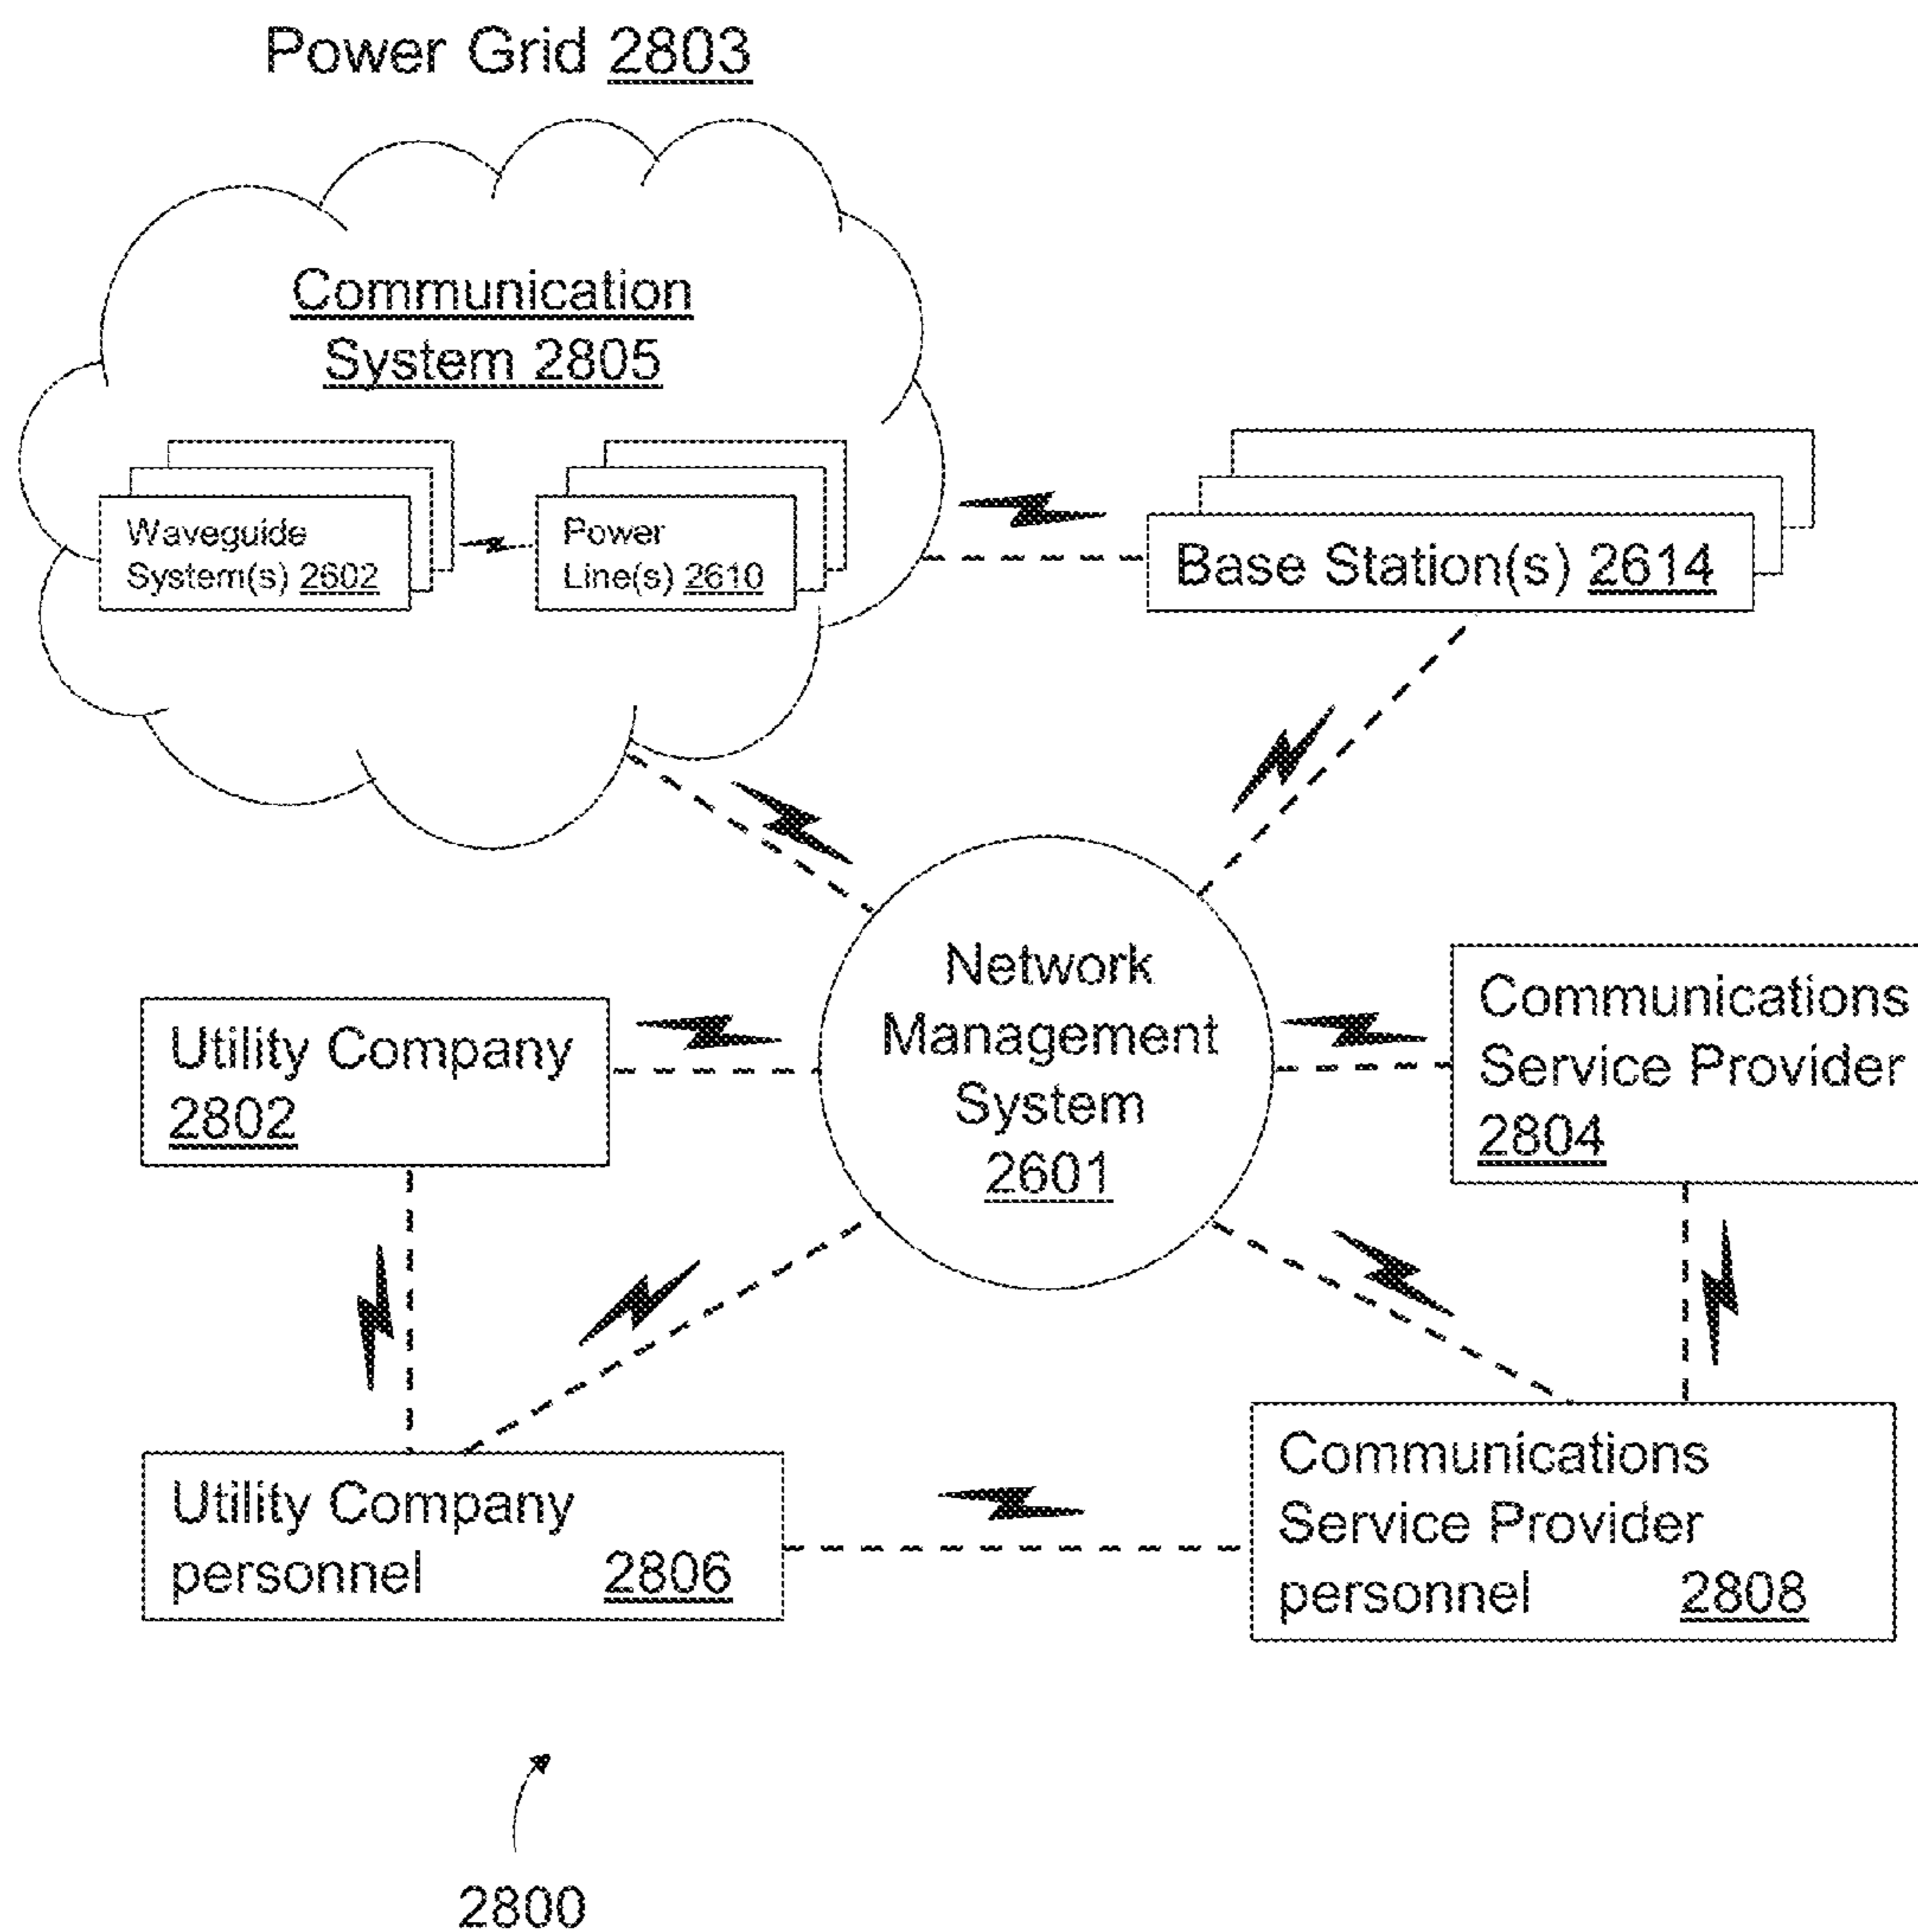 Power Grid 2803
Communication
System 2805
Waveguide
System(s) 2602
Power
Line(s) 2610
Base Station(s) 2614
Network
Management
System
2601
Utility Company
2802
Communications
Service Provider
2804
Utility Company
personnel 2806
Communications
Service Provider
personnel 2808
2800